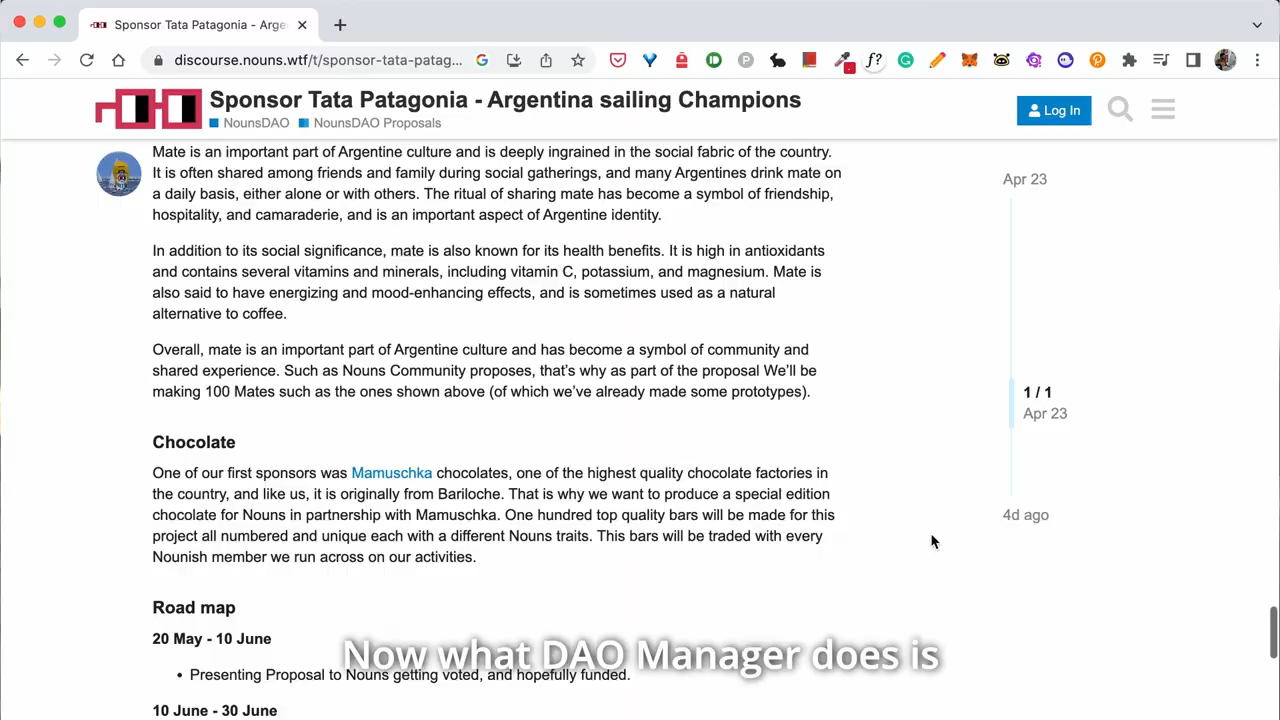 Sponsor Tata Patagonia - Arge
discourse.nouns.wtf/t/sponsor-tata-patag...
Sponsor Tata Patagonia - Argentina sailing Champions
NounsDAO NounsDAO Proposals
Log In
Mate is an important part of Argentine culture and is deeply ingrained in the social fabric of the country.
It is often shared among friends and family during social gatherings, and many Argentines drink mate on
a daily basis, either alone or with others. The ritual of sharing mate has become a symbol of friendship,
hospitality, and camaraderie, and is an important aspect of Argentine identity.
In addition to its social significance, mate is also known for its health benefits. It is high in antioxidants
and contains several vitamins and minerals, including vitamin C, potassium, and magnesium. Mate is
also said to have energizing and mood-enhancing effects, and is sometimes used as a natural
alternative to coffee.
Overall, mate is an important part of Argentine culture and has become a symbol of community and
shared experience. Such as Nouns Community proposes, that's why as part of the proposal We'll be
making 100 Mates such as the ones shown above (of which we've already made some prototypes).
Chocolate
One of our first sponsors was Mamuschka chocolates, one of the highest quality chocolate factories in
the country, and like us, it is originally from Bariloche. That is why we want to produce a special edition
chocolate for Nouns in partnership with Mamuschka. One hundred top quality bars will be made for this
project all numbered and unique each with a different Nouns traits. This bars will be traded with every
Nounish member we run across on our activities.
Road map
20 May - 10 June
Presenting Proposal to Nouns getting voted, and hopefully funded.
10 June - 30 June
Apr 23
1 / 1
Apr 23
4d ago
Now what DAO Manager does is